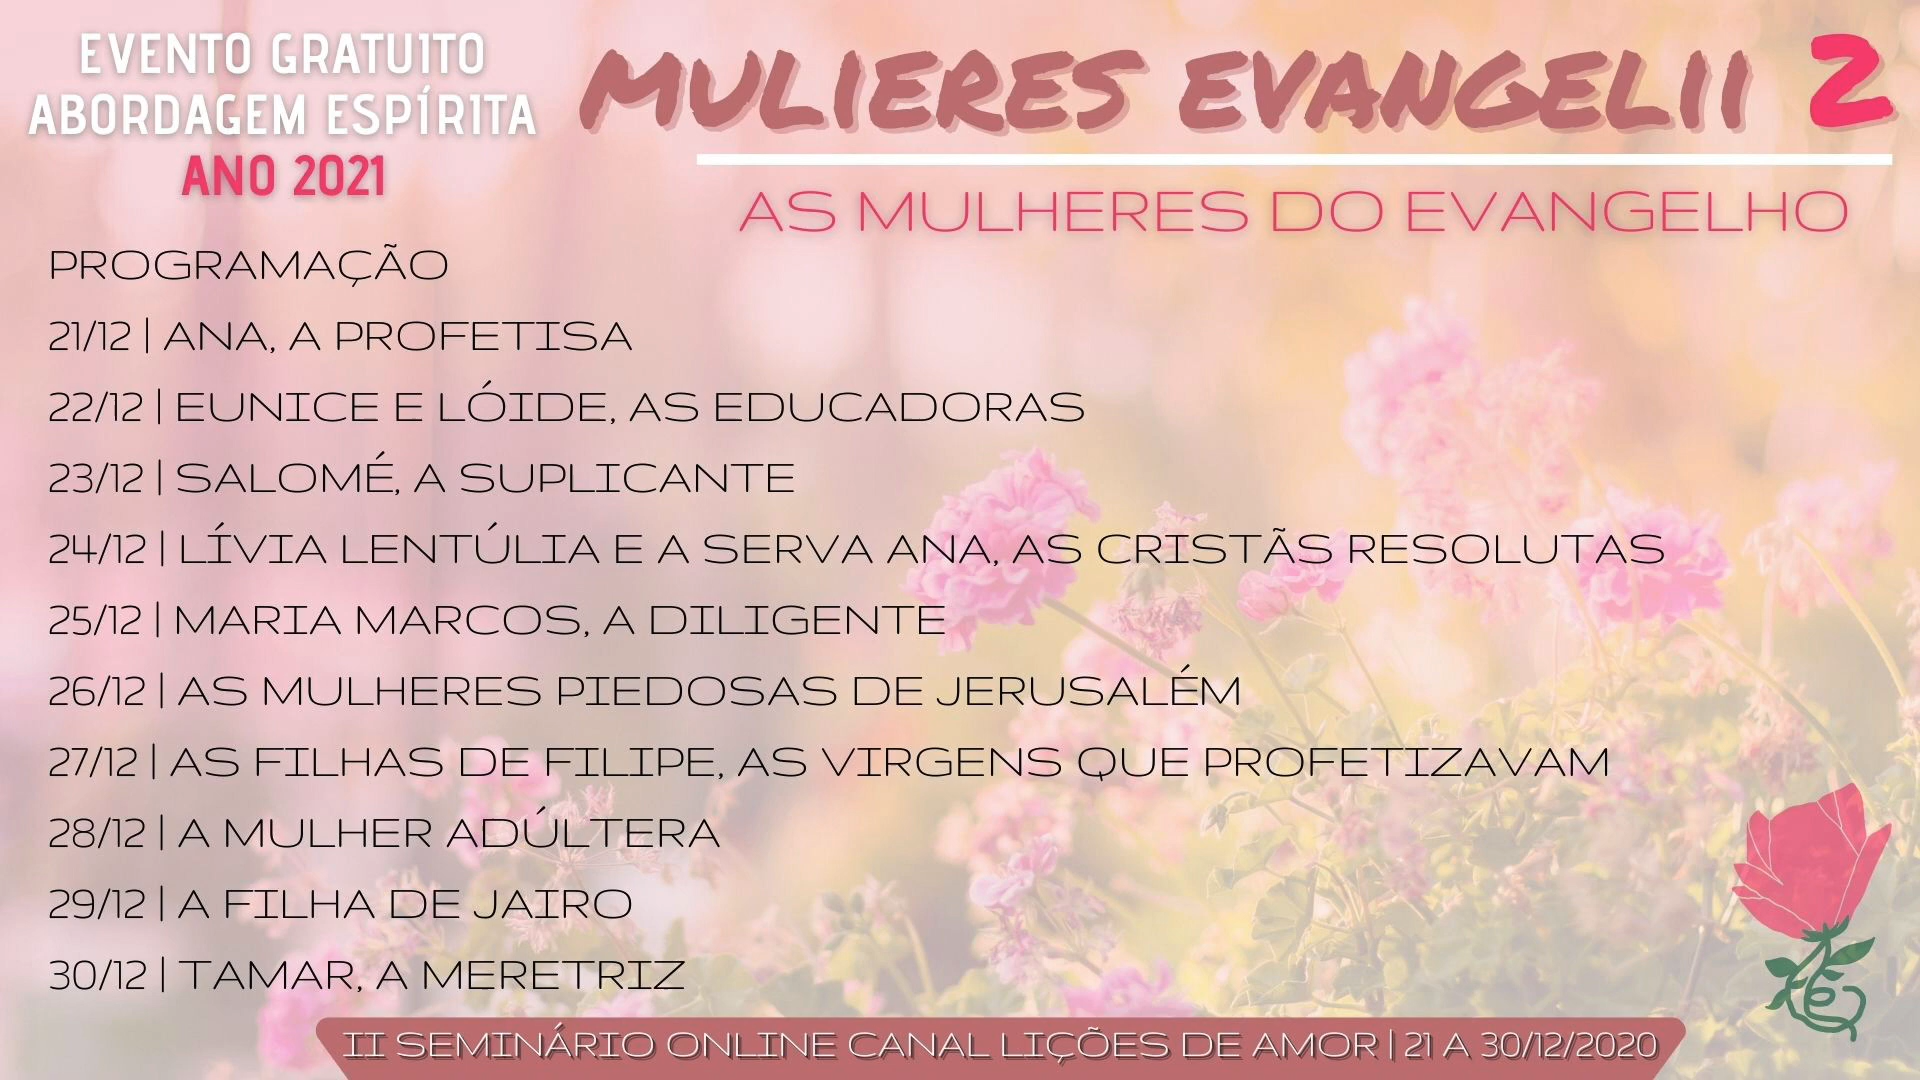 EVENTO GRATUITO
ABORDAGEM ESPÍRITA
ANO 2021
MULIERES EVANGELII 2
AS MULHERES DO EVANGELHO
PROGRAMAÇÃO
21/12 | ANA, A PROFETISA
22/12 | EUNICE E LÓIDE, AS EDUCADORAS
23/12 | SALOMÉ, A SUPLICANTE
24/12 | LÍVIA LENTÚLIA E A SERVA ANA, AS CRISTÃS RESOLUTAS
25/12 | MARIA MARCOS, A DILIGENTE
26/12 | AS MULHERES PIEDOSAS DE JERUSALÉM
27/12 | AS FILHAS DE FILIPE, AS VIRGENS QUE PROFETIZAVAM
28/12 | A MULHER ADÚLTERA
29/12 | A FILHA DE JAIRO
30/12 | TAMAR, A MERETRIZ
II SEMINÁRIO ONLINE CANAL LIÇÕES DE AMOR | 21 A 30/12/2020